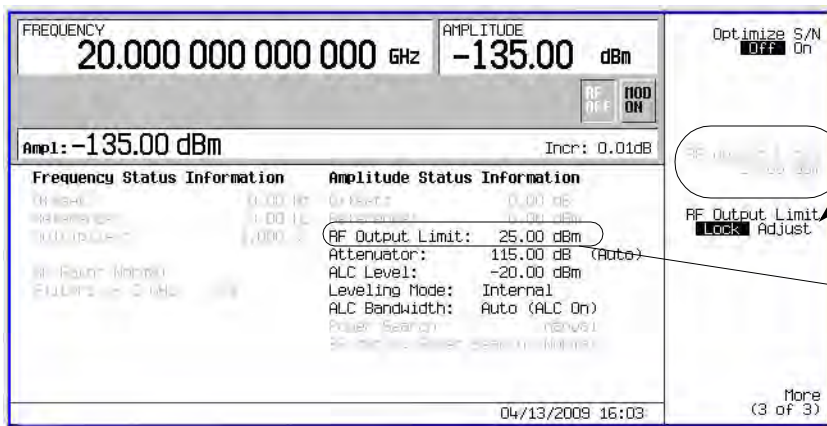 FREQUENCY
20.000 000 000 000 GHz
AMPLITUDE
-135.00 dBm
RF OFF
MOD ON
Ampl:-135.00 dBm
Incr: 0.01dB
Frequency Status Information
Amplitude Status Information
RF Output Limit: 25.00 dBm
Attenuator: 115.00 dB (Auto)
ALC Level: -20.00 dBm
Leveling Mode: Internal
ALC Bandwidth: Auto (ALC On)
04/13/2009 16:03
Optimize S/N
Off On
RF Output Limit
Lock Adjust
More
(3 of 3)